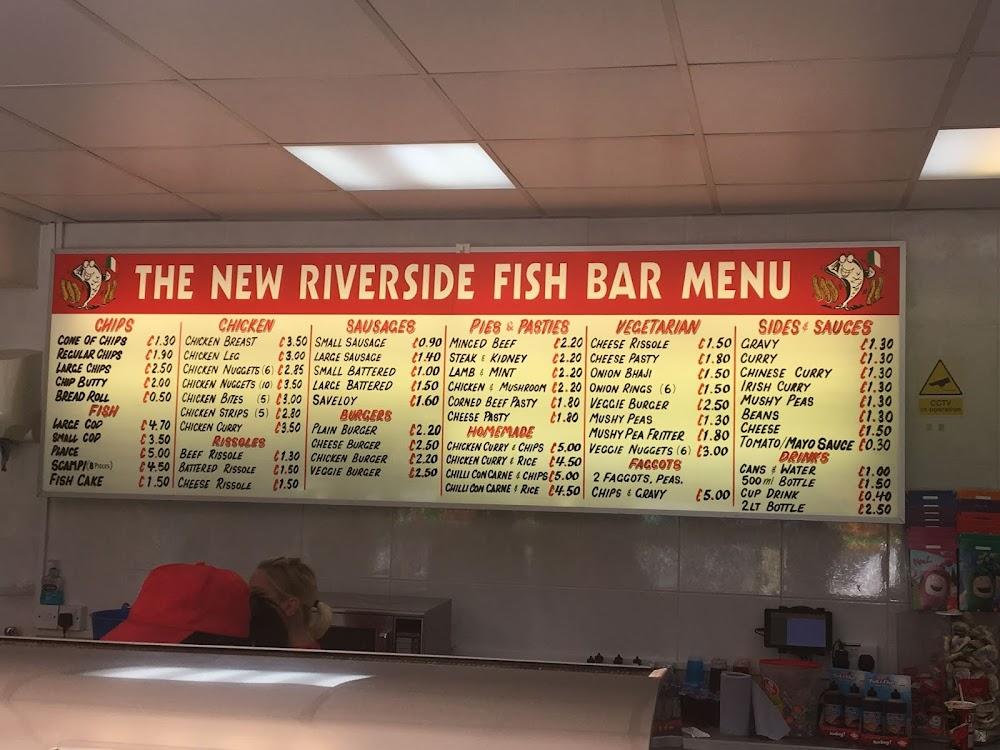 THE NEW RIVERSIDE FISH BAR MENU
CHIPS
CONE OF CHIPS £1.30
REGULAR CHIPS £1.90
LARGE CHIPS £2.50
CHIP BUTTY £2.00
BREAD ROLL £0.50
FISH
LARGE COD £4.70
SMALL COD £3.50
PLAICE £5.00
SCAMPI (8 PIECES) £4.50
FISH CAKE £1.50
CHICKEN
CHICKEN BREAST £3.50
CHICKEN LEG £3.00
CHICKEN NUGGETS (6) £2.85
CHICKEN NUGGETS (10) £3.50
CHICKEN BITES (5) £3.00
CHICKEN STRIPS (5) £2.80
CHICKEN CURRY £3.50
RISSOLES
BEEF RISSOLE £1.30
BATTERED RISSOLE £1.50
CHEESE RISSOLE £1.50
SAUSAGES
SMALL SAUSAGE £0.90
LARGE SAUSAGE £1.40
SMALL BATTERED £1.00
LARGE BATTERED £1.50
SAVELOY £1.60
BURGERS
PLAIN BURGER £2.20
CHEESE BURGER £2.50
CHICKEN BURGER £2.20
VEGGIE BURGER £2.50
PIES & PASTIES
MINCED BEEF £2.20
STEAK & KIDNEY £2.20
LAMB & MINT £2.20
CHICKEN & MUSHROOM £2.20
CORNED BEEF PASTY £1.80
CHEESE PASTY £1.80
HOMEMADE
CHICKEN CURRY & CHIPS £5.00
CHICKEN CURRY & RICE £4.50
CHILLI CON CARNE & CHIPS £5.00
CHILLI CON CARNE & RICE £4.50
VEGETARIAN
CHEESE RISSOLE £1.50
CHEESE PASTY £1.80
ONION BHAJI £1.50
ONION RINGS (6) £1.50
VEGGIE BURGER £2.50
MUSHY PEAS £1.30
MUSHY PEA FRITTER £1.80
VEGGIE NUGGETS (6) £3.00
FAGGOTS
2 FAGGOTS, PEAS,
CHIPS & GRAVY £5.00
SIDES & SAUCES
GRAVY £1.30
CURRY £1.30
CHINESE CURRY £1.30
IRISH CURRY £1.30
MUSHY PEAS £1.30
BEANS £1.30
CHEESE £1.50
TOMATO/MAYO SAUCE £0.30
DRINKS
CANS & WATER £1.00
500 ml BOTTLE £1.50
CUP DRINK £0.40
2LT BOTTLE £2.50
CCTV
in operation